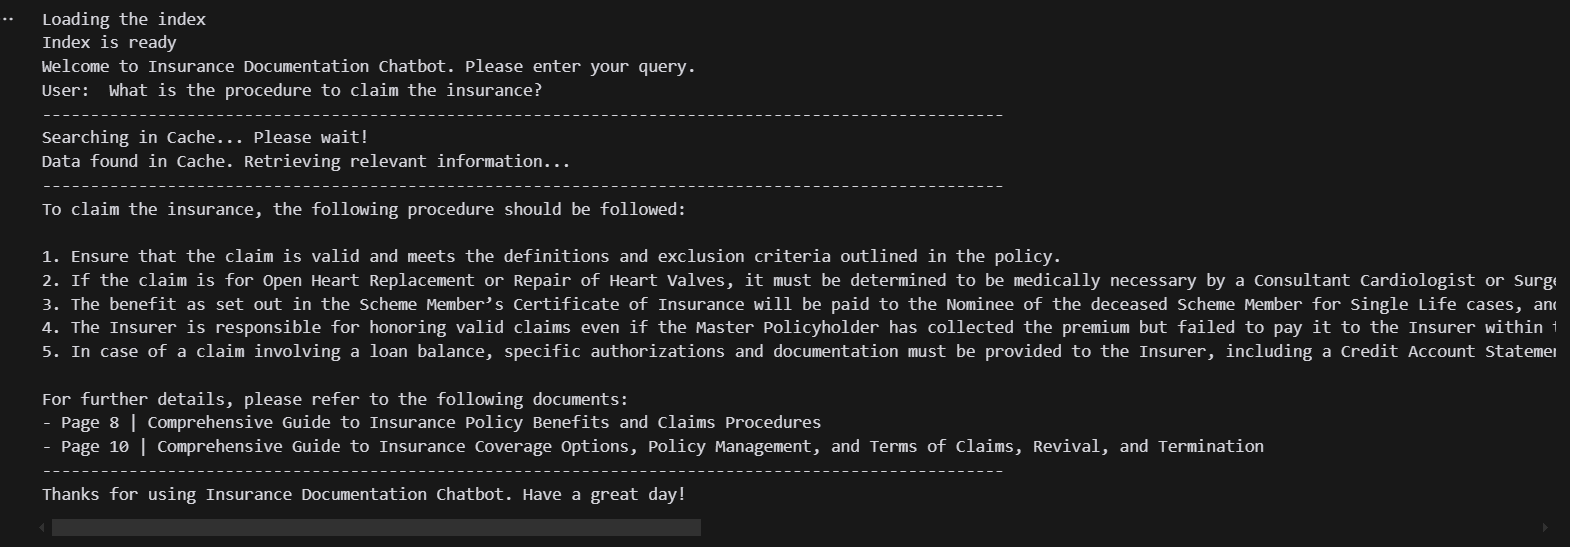 Loading the index
Index is ready
Welcome to Insurance Documentation Chatbot. Please enter your query.
User:  What is the procedure to claim the insurance?
----------------------------------------------------------------------------------------------------
Searching in Cache... Please wait!
Data found in Cache. Retrieving relevant information...
----------------------------------------------------------------------------------------------------
To claim the insurance, the following procedure should be followed:
1. Ensure that the claim is valid and meets the definitions and exclusion criteria outlined in the policy.
2. If the claim is for Open Heart Replacement or Repair of Heart Valves, it must be determined to be medically necessary by a Consultant Cardiologist or
3. The benefit as set out in the Scheme Member’s Certificate of Insurance will be paid to the Nominee of the deceased Scheme Member for Single Life cases, and
4. The Insurer is responsible for honoring valid claims even if the Master Policyholder has collected the premium but failed to pay it to the Insurer within
5. In case of a claim involving a loan balance, specific authorizations and documentation must be provided to the Insurer, including a Credit Account
For further details, please refer to the following documents:
- Page 8 | Comprehensive Guide to Insurance Policy Benefits and Claims Procedures
- Page 10 | Comprehensive Guide to Insurance Coverage Options, Policy Management, and Terms of Claims, Revival, and Termination
----------------------------------------------------------------------------------------------------
Thanks for using Insurance Documentation Chatbot. Have a great day!